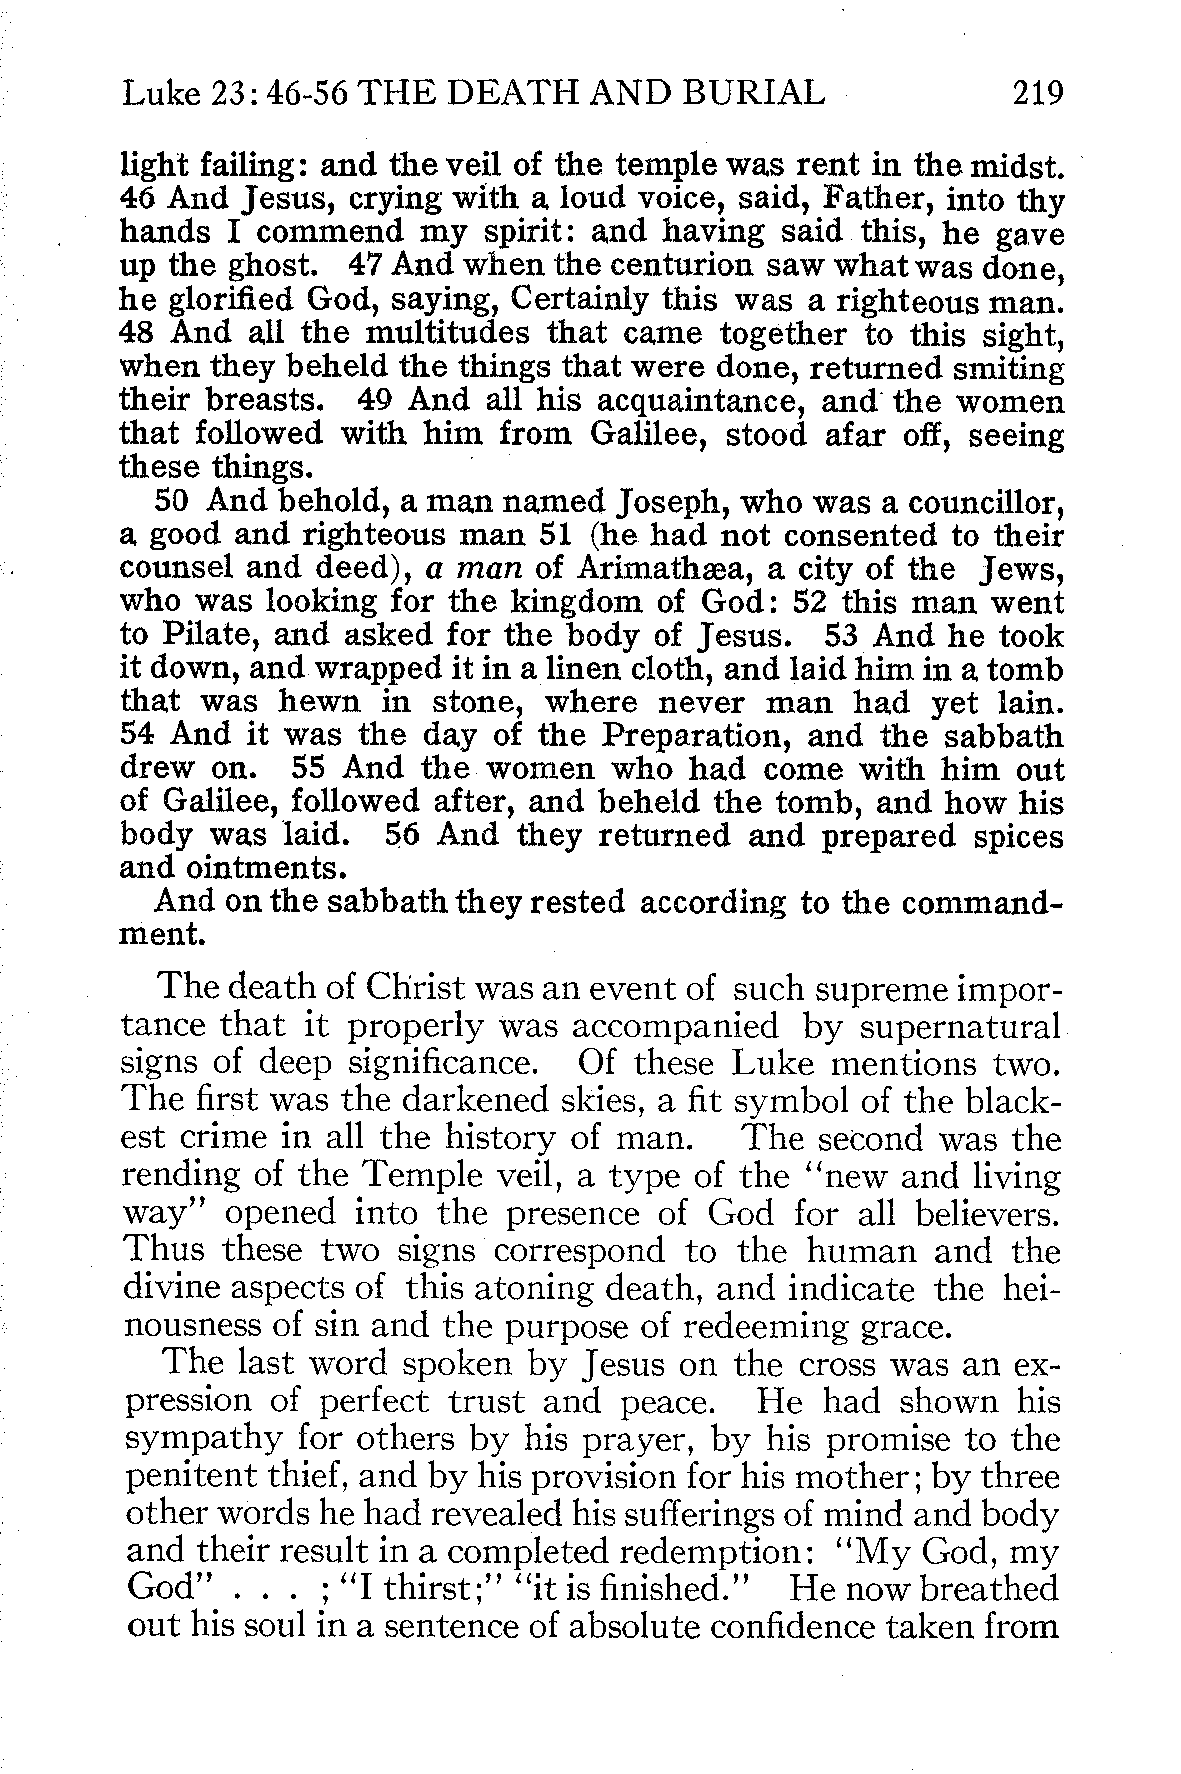 Luke 23: 46-56 THE DEATH AND BURIAL 219
light failing: and the veil of the temple was rent in the midst.
46 And Jesus, crying with a loud voice, said, Father, into thy
hands I commend my spirit: and having said this, he gave
up the ghost. 47 And when the centurion saw what was done,
he glorified God, saying, Certainly this was a righteous man.
48 And all the multitudes that came together to this sight,
when they beheld the things that were done, returned smiting
their breasts. 49 And all his acquaintance, and the women
that followed with him from Galilee, stood afar off, seeing
these things.
50 And behold, a man named Joseph, who was a councillor,
a good and righteous man 51 (he had not consented to their
counsel and deed), a man of Arimathæa, a city of the Jews,
who was looking for the kingdom of God: 52 this man went
to Pilate, and asked for the body of Jesus. 53 And he took
it down, and wrapped it in a linen cloth, and laid him in a tomb
that was hewn in stone, where never man had yet lain.
54 And it was the day of the Preparation, and the sabbath
drew on. 55 And the women who had come with him out
of Galilee, followed after, and beheld the tomb, and how his
body was laid. 56 And they returned and prepared spices
and ointments.
And on the sabbath they rested according to the command-
ment.
The death of Christ was an event of such supreme impor-
tance that it properly was accompanied by supernatural
signs of deep significance. Of these Luke mentions two.
The first was the darkened skies, a fit symbol of the black-
est crime in all the history of man. The second was the
rending of the Temple veil, a type of the "new and living
way" opened into the presence of God for all believers.
Thus these two signs correspond to the human and the
divine aspects of this atoning death, and indicate the hei-
nousness of sin and the purpose of redeeming grace.
The last word spoken by Jesus on the cross was an ex-
pression of perfect trust and peace. He had shown his
sympathy for others by his prayer, by his promise to the
penitent thief, and by his provision for his mother; by three
other words he had revealed his sufferings of mind and body
and their result in a completed redemption: "My God, my
God" . . . ; "I thirst;" "it is finished." He now breathed
out his soul in a sentence of absolute confidence taken from